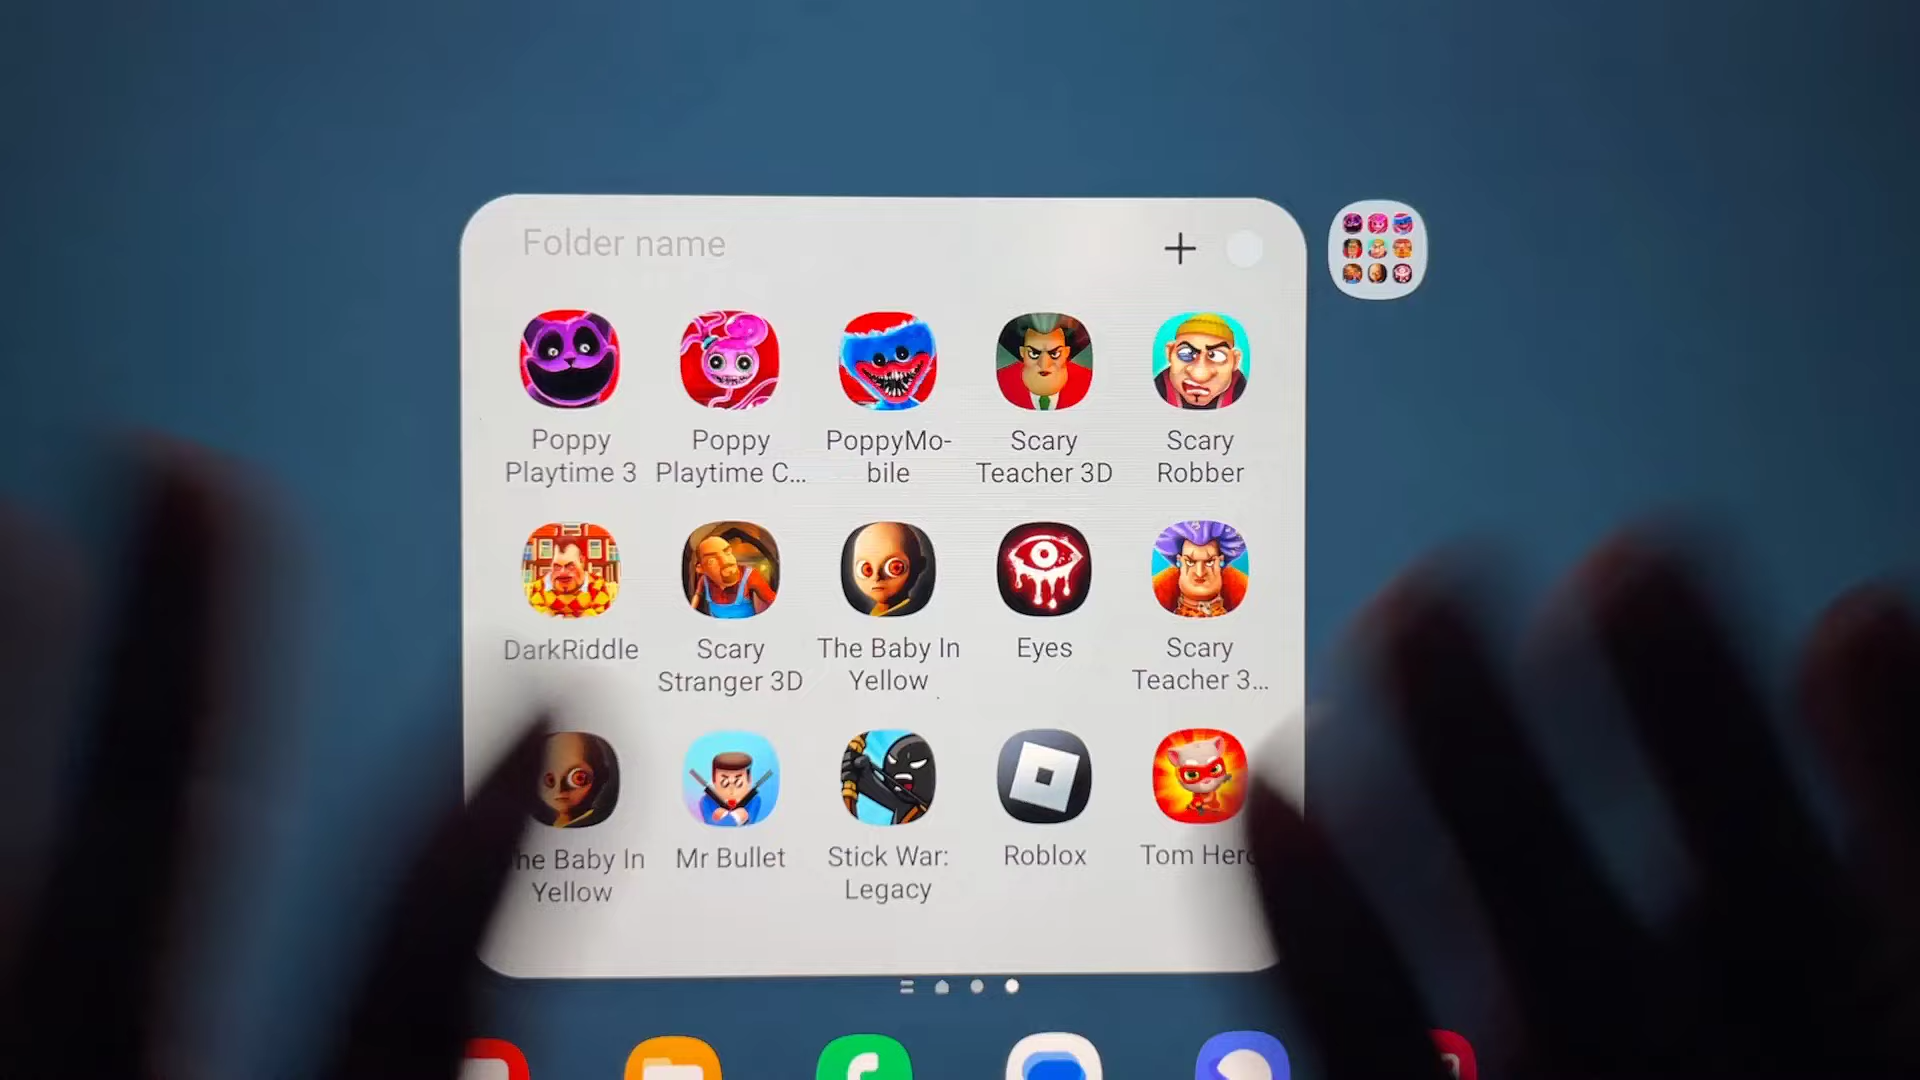 Folder name
Poppy
Playtime 3
Poppy
Playtime C...
PoppyMo-
bile
Scary
Teacher 3D
Scary
Robber
DarkRiddle
Scary
Stranger 3D
The Baby In
Yellow
Eyes
Scary
Teacher 3...
he Baby In
Yellow
Mr Bullet
Stick War:
Legacy
Roblox
Tom Hero